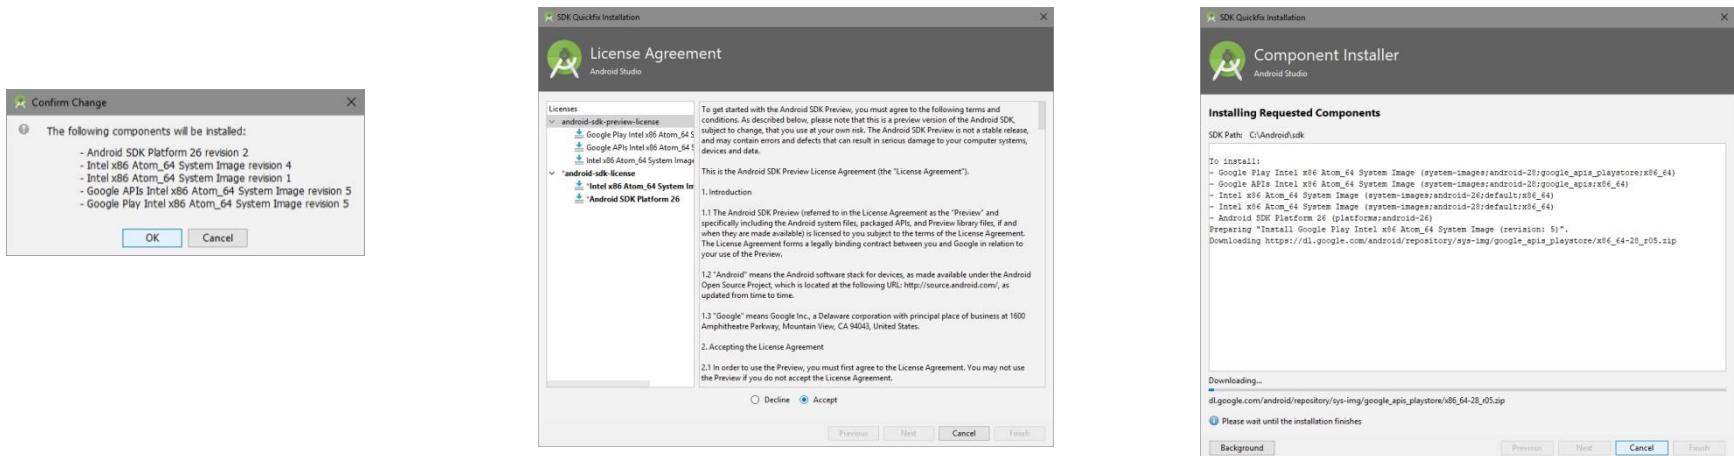 Confirm Change
The following components will be installed:
- Android SDK Platform 26 revision 2
- Intel x86 Atom_64 System Image revision 4
- Intel x86 Atom_64 System Image revision 1
- Google APIs Intel x86 Atom_64 System Image revision 5
- Google Play Intel x86 Atom_64 System Image revision 5
OK
Cancel
SDK Quickfix Installation
License Agreement
Android Studio
Licenses
android-sdk-preview-license
Google Play Intel x86 Atom_64 S
Google APIs Intel x86 Atom_64 S
Intel x86 Atom_64 System Image
*android-sdk-license
*Intel x86 Atom_64 System Im
*Android SDK Platform 26
To get started with the Android SDK Preview, you must agree to the following terms and
conditions. As described below, please note that this is a preview version of the Android SDK,
subject to change, that you use at your own risk. The Android SDK Preview is not a stable release,
and may contain errors and defects that can result in serious damage to your computer systems,
devices and data.
This is the Android SDK Preview License Agreement (the "License Agreement").
1. Introduction
1.1 The Android SDK Preview (referred to in the License Agreement as the "Preview" and
specifically including the Android system files, packaged APIs, and Preview library files, if and
when they are made available) is licensed to you subject to the terms of the License Agreement.
The License Agreement forms a legally binding contract between you and Google in relation to
your use of the Preview.
1.2 "Android" means the Android software stack for devices, as made available under the Android
Open Source Project, which is located at the following URL: http://source.android.com/, as
updated from time to time.
1.3 "Google" means Google Inc., a Delaware corporation with principal place of business at 1600
Amphitheatre Parkway, Mountain View, CA 94043, United States.
2. Accepting the License Agreement
2.1 In order to use the Preview, you must first agree to the License Agreement. You may not use
the Preview if you do not accept the License Agreement.
Decline
Accept
Previous
Next
Cancel
Finish
SDK Quickfix Installation
Component Installer
Android Studio
Installing Requested Components
SDK Path: C:\Android\sdk
To install:
- Google Play Intel x86 Atom_64 System Image (system-images;android-28;google_apis_playstore;x86_64)
- Google APIs Intel x86 Atom_64 System Image (system-images;android-28;google_apis;x86_64)
- Intel x86 Atom_64 System Image (system-images;android-26;default;x86_64)
- Intel x86 Atom_64 System Image (system-images;android-28;default;x86_64)
- Android SDK Platform 26 (platforms;android-26)
Preparing "Install Google Play Intel x86 Atom_64 System Image (revision: 5)".
Downloading https://dl.google.com/android/repository/sys-img/google_apis_playstore/x86_64-28_r05.zip
Downloading...
dl.google.com/android/repository/sys-img/google_apis_playstore/x86_64-28_r05.zip
Please wait until the installation finishes
Background
Previous
Next
Cancel
Finish